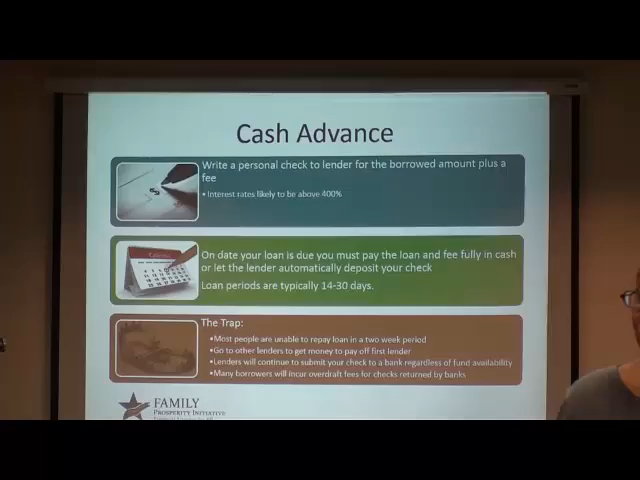 Cash Advance
Write a personal check to lender for the borrowed amount plus a
fee
• Interest rates likely to be above 400%
On date your loan is due you must pay the loan and fee fully in cash
or let the lender automatically deposit your check
Loan periods are typically 14-30 days.
The Trap:
•Most people are unable to repay loan in a two week period
•Go to other lenders to get money to pay off first lender
•Lenders will continue to submit your check to a bank regardless of fund availability
•Many borrowers will incur overdraft fees for checks returned by banks
FAMILY
PROSPERITY INITIATIVE